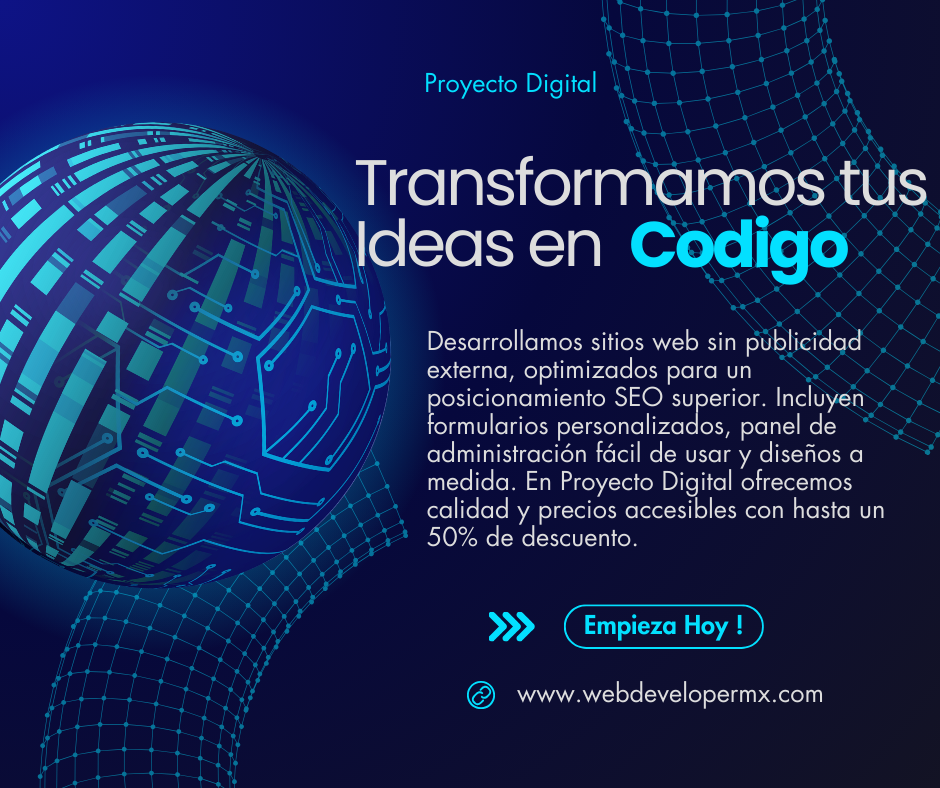 Proyecto Digital
Transformamos tus
Ideas en Codigo
Desarrollamos sitios web sin publicidad
externa, optimizados para un
posicionamiento SEO superior. Incluyen
formularios personalizados, panel de
administración fácil de usar y diseños a
medida. En Proyecto Digital ofrecemos
calidad y precios accesibles con hasta un
50% de descuento.
Empieza Hoy !
www.webdevelopermx.com